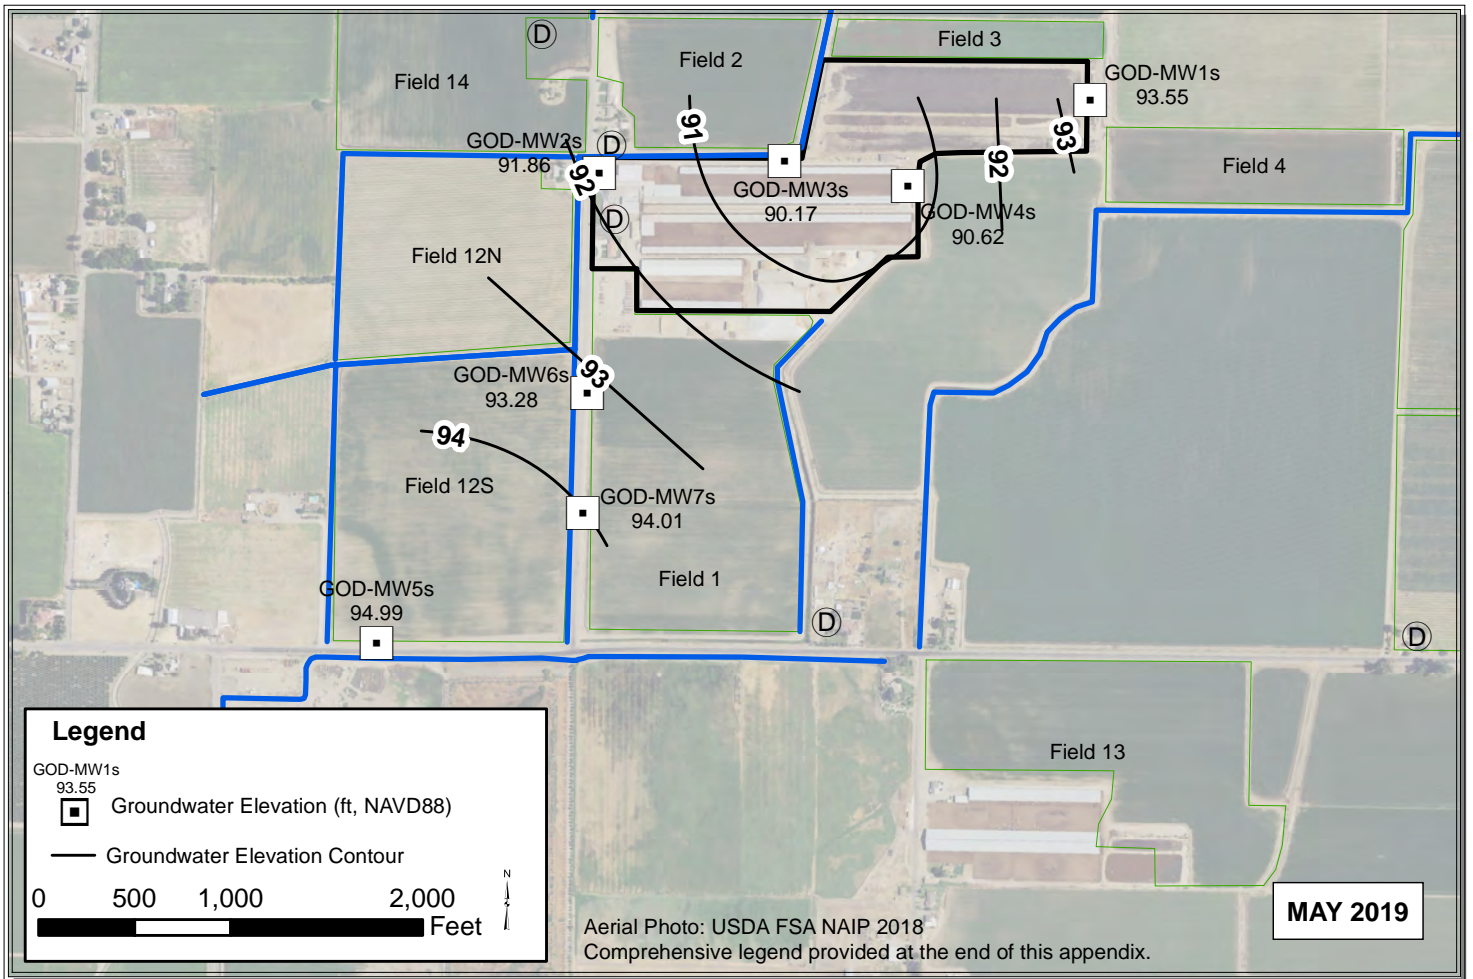 D
Field 2
Field 3
Field 14
GOD-MW1s
93.55
91
93
GOD-MW2s
91.86
D
92
92
Field 4
GOD-MW3s
90.17
GOD-MW4s
90.62
D
Field 12N
93
GOD-MW6s
93.28
94
Field 12S
GOD-MW7s
94.01
Field 1
GOD-MW5s
94.99
D
D
Field 13
Legend
GOD-MW1s
93.55
Groundwater Elevation (ft, NAVD88)
Groundwater Elevation Contour
0 500 1,000 2,000
Feet
N
Aerial Photo: USDA FSA NAIP 2018
Comprehensive legend provided at the end of this appendix.
MAY 2019